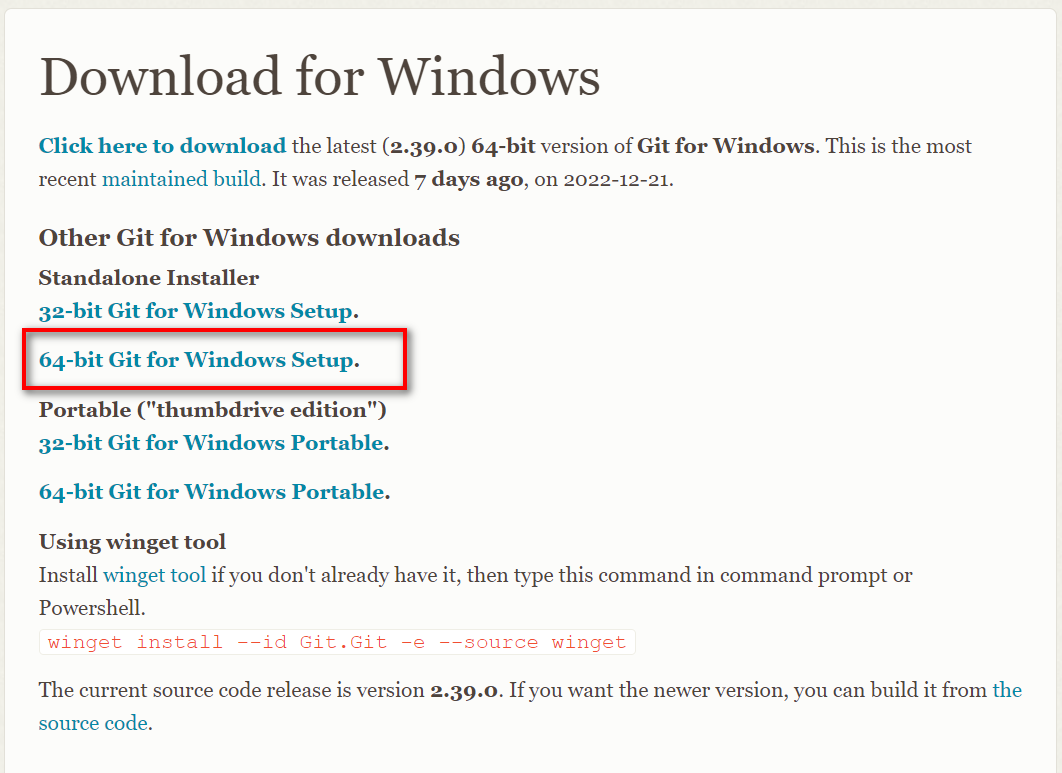 Download for Windows
Click here to download the latest (2.39.0) 64-bit version of Git for Windows. This is the most
recent maintained build. It was released 7 days ago, on 2022-12-21.
Other Git for Windows downloads
Standalone Installer
32-bit Git for Windows Setup.
64-bit Git for Windows Setup.
Portable ("thumbdrive edition")
32-bit Git for Windows Portable.
64-bit Git for Windows Portable.
Using winget tool
Install winget tool if you don't already have it, then type this command in command prompt or
Powershell.
winget install --id Git.Git -e --source winget
The current source code release is version 2.39.0. If you want the newer version, you can build it from the
source code.